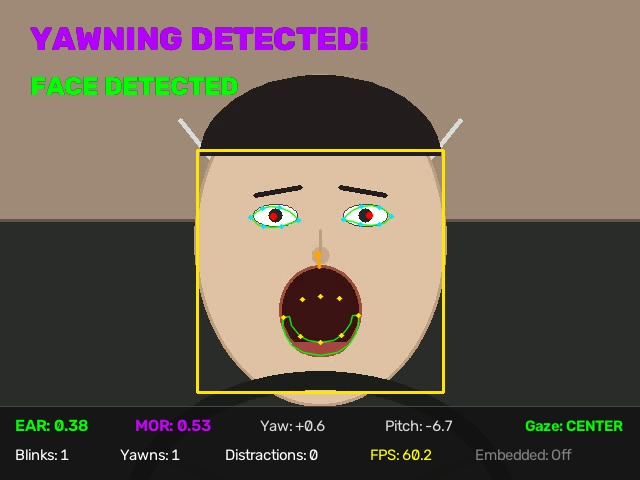 YAWNING DETECTED!
FACE DETECTED
EAR: 0.38 MOR: 0.53 Yaw: +0.6 Pitch: -6.7 Gaze: CENTER
Blinks: 1 Yawns: 1 Distractions: 0 FPS: 60.2 Embedded: Off